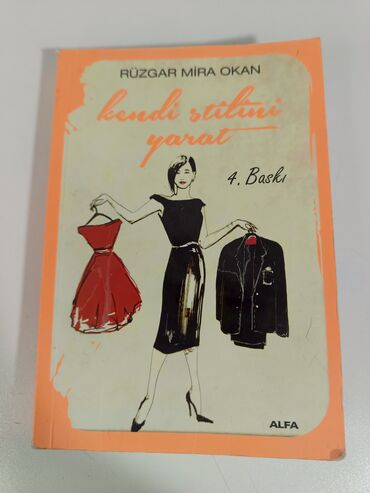 RÜZGAR MİRA OKAN
kendi stilini
yarat
4. Baskı
ALFA